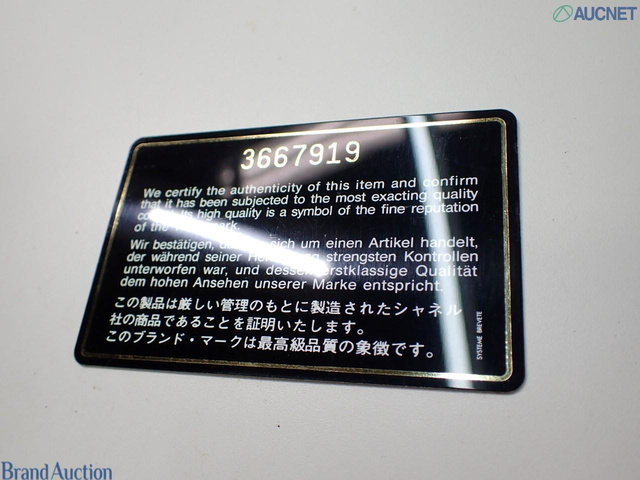 AUCNET
3667919
We certify the authenticity of this item and confirm
that it has been subjected to the most exacting quality
Its high quality is a symbol of the fine reputation
of the
Wir bestätigen, sich um einen Artikel handelt,
der während seiner strengsten Kontrollen
unterworfen war, und dessen erstklassige Qualität
dem hohen Ansehen unserer Marke entspricht.
この製品は厳しい管理のもとに製造されたシャネル
社の商品であることを証明いたします。
このブランド・マークは最高級品質の象徴です。
SYSTEME BREVETE
Brand Auction